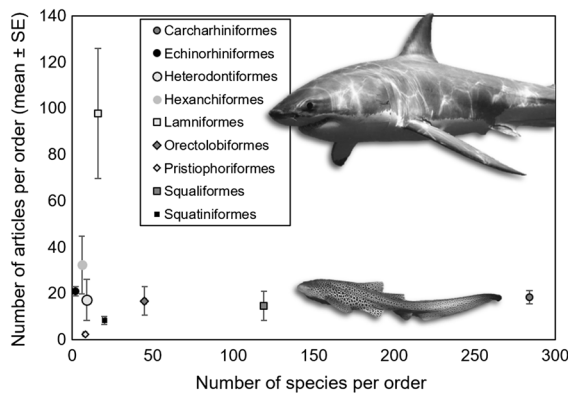 Number of articles per order (mean ± SE)
140
120
100
80
60
40
20
0
Carcharhiniformes
Echinorhiniformes
Heterodontiformes
Hexanchiformes
Lamniformes
Orectolobiformes
Pristiophoriformes
Squaliformes
Squatiniformes
0 50 100 150 200 250 300
Number of species per order